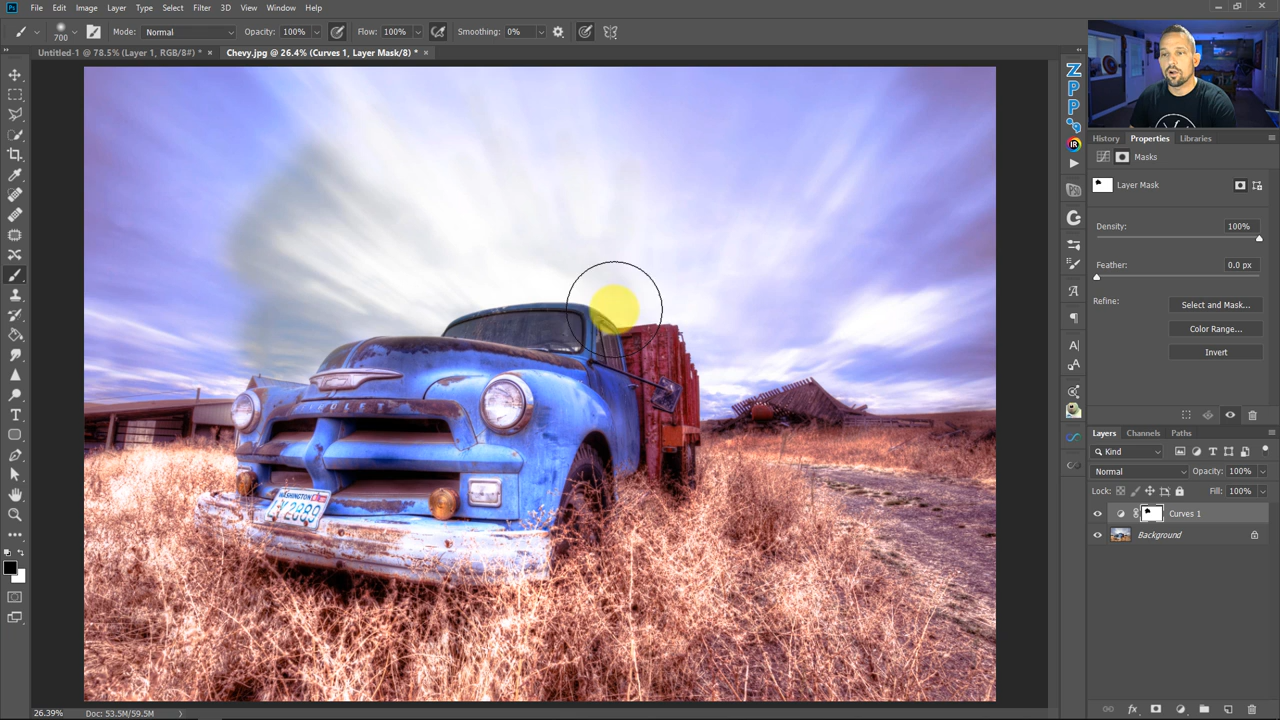 Ps File Edit Image Layer Type Select Filter 3D View Window Help
700 Mode: Normal Opacity: 100% Flow: 100% Smoothing: 0%
Untitled-1 @ 78.5% (Layer 1, RGB/8#) * × Chevy.jpg @ 26.4% (Curves 1, Layer Mask/8) * ×
History Properties Libraries
Masks
Layer Mask
Density: 100%
Feather: 0.0 px
Refine: Select and Mask...
Color Range...
Invert
Layers Channels Paths
Kind
Normal Opacity: 100%
Lock: Fill: 100%
Curves 1
Background
CHEVROLET
WASHINGTON
26.39% Doc: 53.5M/59.5M